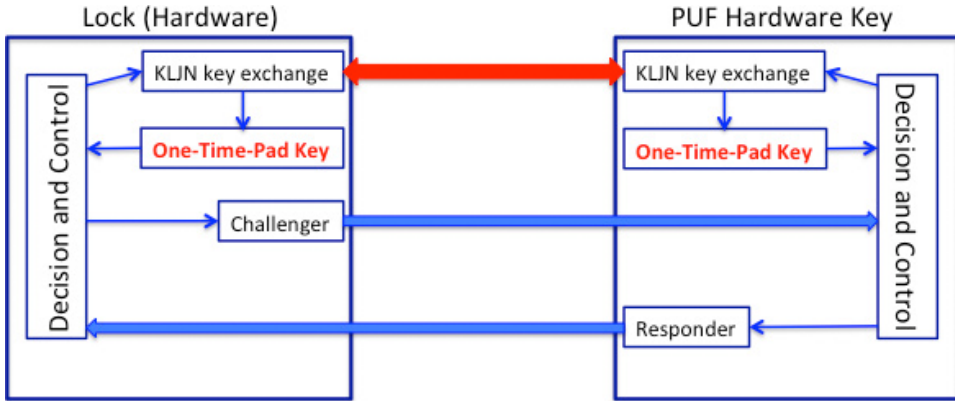 Lock (Hardware)
PUF Hardware Key
KLJN key exchange
KLJN key exchange
One-Time-Pad Key
One-Time-Pad Key
Decision and Control
Decision and Control
Challenger
Responder